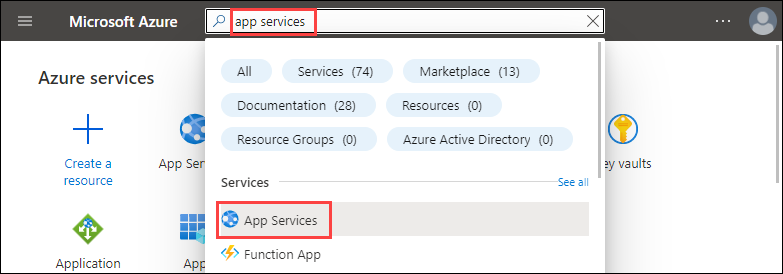 Microsoft Azure
app services
Azure services
All
Services (74)
Marketplace (13)
Documentation (28)
Resources (0)
Resource Groups (0)
Azure Active Directory (0)
Create a
resource
App Ser
ey vaults
Services
See all
App Services
Function App
Application
App